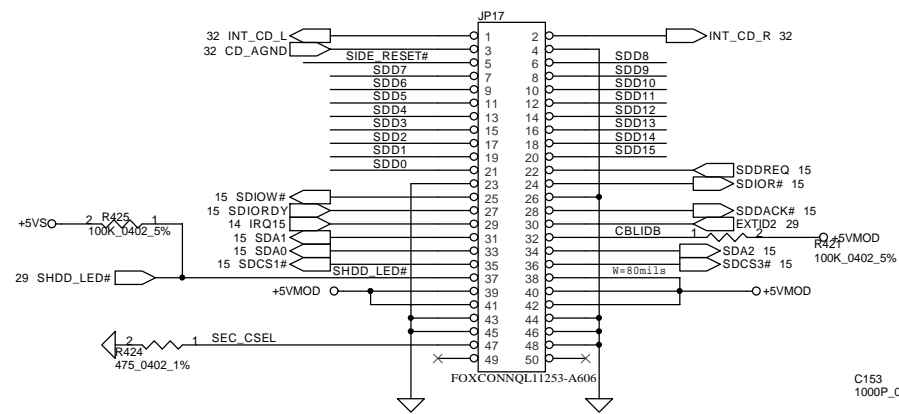 JP17
32 INT_CD_L 1 2 INT_CD_R 32
32 CD_AGND 3 4
SIDE_RESET# 5 6 SDD8
SDD7 7 8 SDD9
SDD6 9 10 SDD10
SDD5 11 12 SDD11
SDD4 13 14 SDD12
SDD3 15 16 SDD13
SDD2 17 18 SDD14
SDD1 19 20 SDD15
SDD0 21 22 SDDREQ 15
23 24 SDIOR# 15
15 SDIOW# 25 26
15 SDIORDY 27 28 SDDACK# 15
14 IRQ15 29 30 EXTID2 29
15 SDA1 31 32 CBLIDB 1 2 +5VMOD
R421
100K_0402_5%
+5VS 2 R425 1
100K_0402_5%
15 SDA0 33 34 SDA2 15
15 SDCS1# 35 36 SDCS3# 15
29 SHDD_LED# SHDD_LED# 37 38 W=80mils
+5VMOD 39 40 +5VMOD
41 42
43 44
45 46
2 1 SEC_CSEL 47 48
R424
475_0402_1%
49 50
FOXCONNQL11253-A606
C153
1000P_0